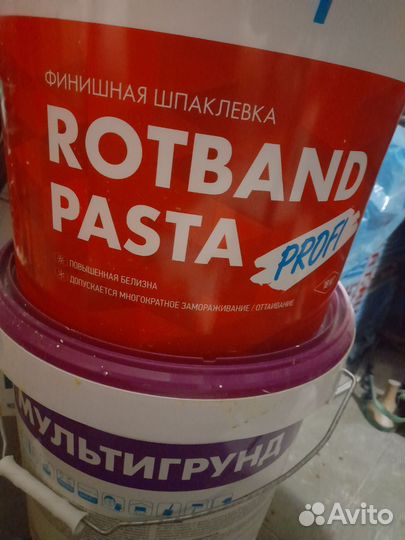 ФИНИШНАЯ ШПАКЛЕВКА
ROTBAND
PASTA
PROFI
ПОВЫШЕННАЯ БЕЛИЗНА
ДОПУСКАЕТСЯ МНОГОКРАТНОЕ ЗАМОРАЖИВАНИЕ / ОТТАИВАНИЕ
МУЛЬТИГРУНД
Avito